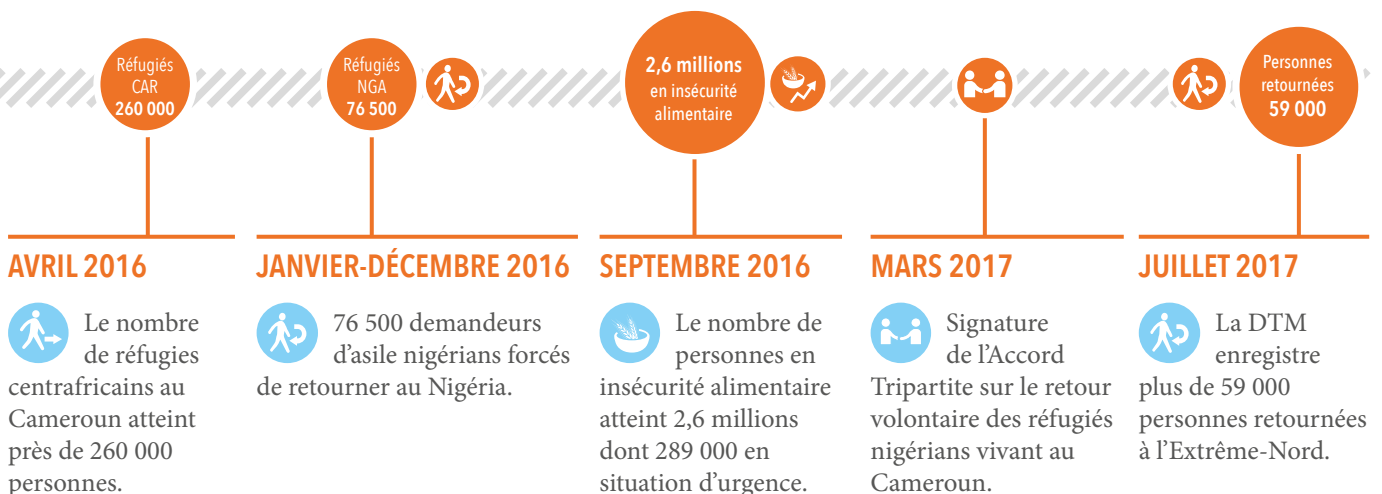 Réfugiés
CAR
260 000
Réfugiés
NGA
76 500
2,6 millions
en insécurité
alimentaire
Personnes
retournées
59 000
AVRIL 2016
Le nombre
de réfugies
centrafricains au
Cameroun atteint
près de 260 000
personnes.
JANVIER-DÉCEMBRE 2016
76 500 demandeurs
d’asile nigérians forcés
de retourner au Nigéria.
SEPTEMBRE 2016
Le nombre de
personnes en
insécurité alimentaire
atteint 2,6 millions
dont 289 000 en
situation d’urgence.
MARS 2017
Signature
de l’Accord
Tripartite sur le retour
volontaire des réfugiés
nigérians vivant au
Cameroun.
JUILLET 2017
La DTM
enregistre
plus de 59 000
personnes retournées
à l’Extrême-Nord.